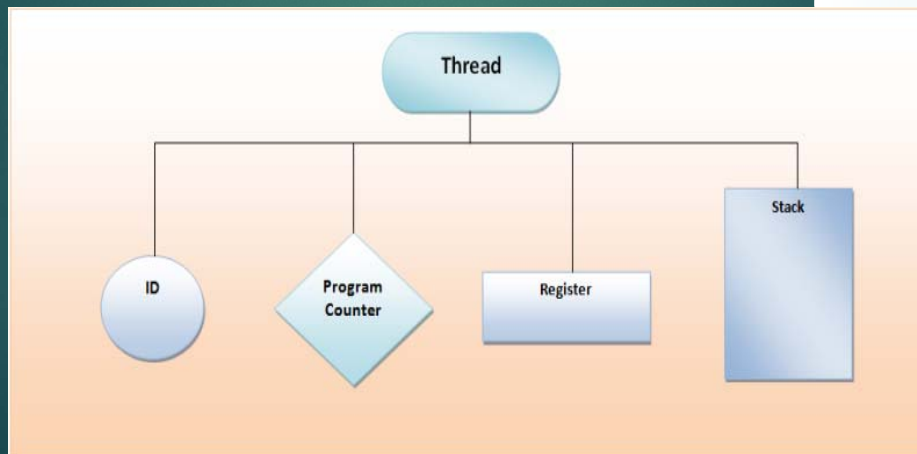 Thread
ID
Program
Counter
Register
Stack